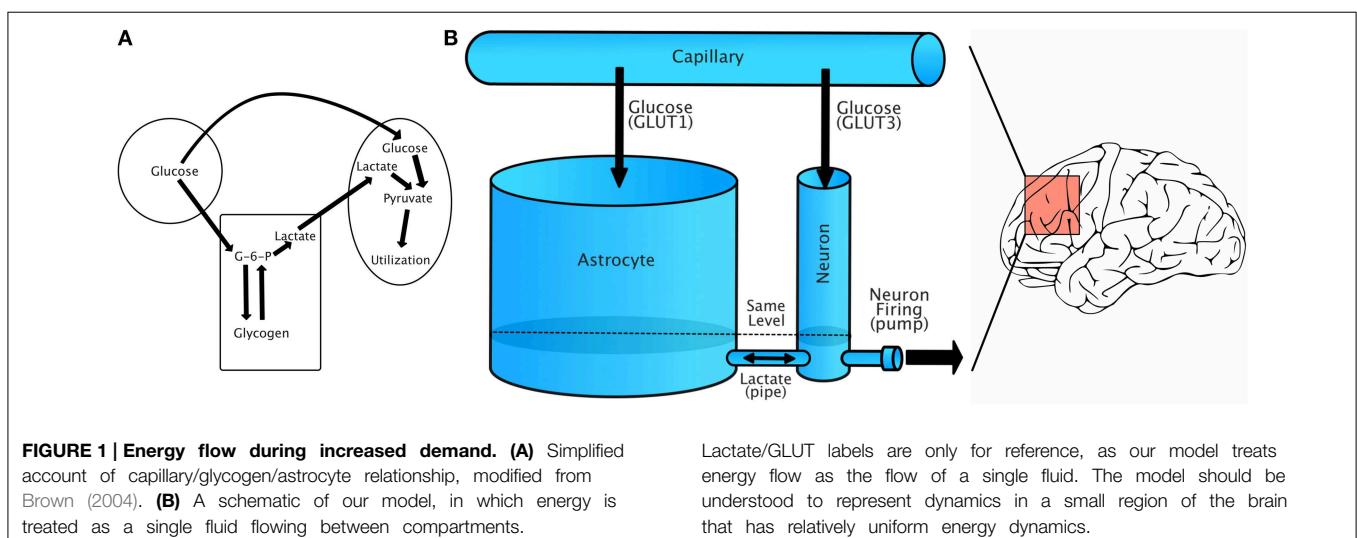 A
B
Capillary
Glucose
(GLUT1)
Glucose
(GLUT3)
Glucose
Glucose
Lactate
Pyruvate
Utilization
Lactate
G-6-P
Glycogen
Astrocyte
Neuron
Same
Level
Neuron
Firing
(pump)
Lactate
(pipe)
FIGURE 1 | Energy flow during increased demand. (A) Simplified
account of capillary/glycogen/astrocyte relationship, modified from
Brown (2004). (B) A schematic of our model, in which energy is
treated as a single fluid flowing between compartments.
Lactate/GLUT labels are only for reference, as our model treats
energy flow as the flow of a single fluid. The model should be
understood to represent dynamics in a small region of the brain
that has relatively uniform energy dynamics.